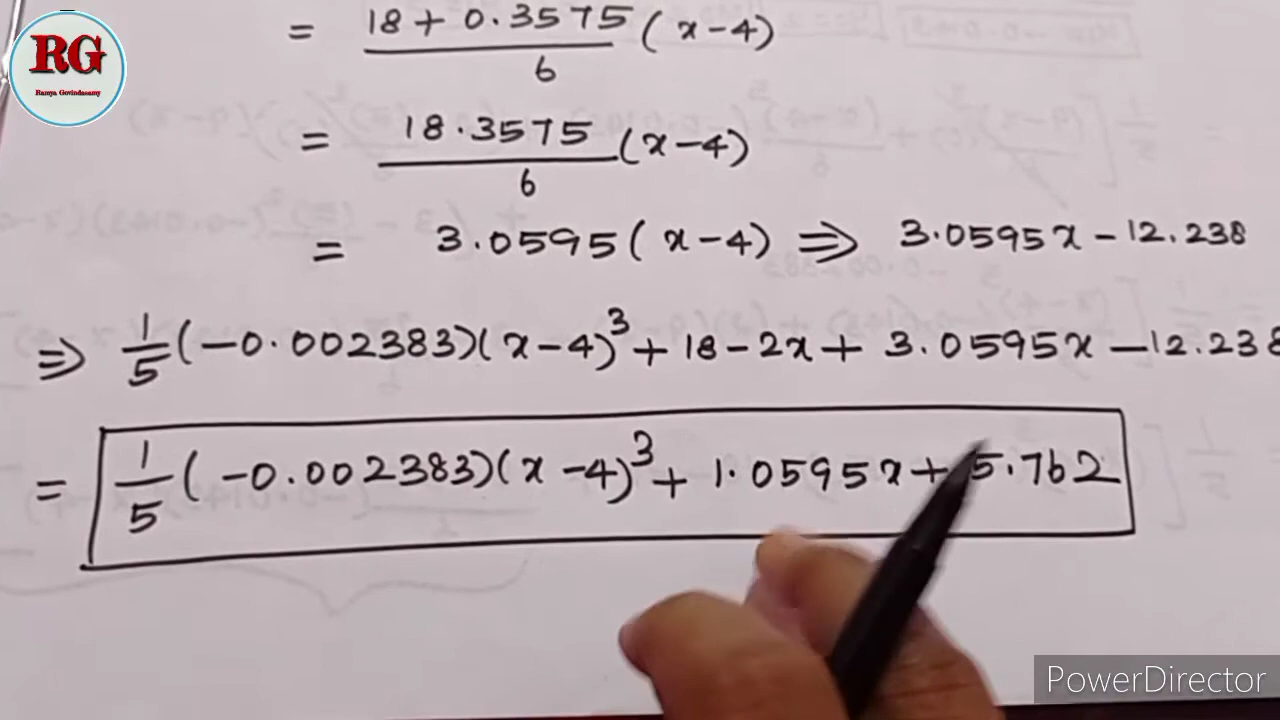 RG
Ramya Govindasamy
= 18 + 0.3575 / 6 (x-4)
= 18.3575 / 6 (x-4)
= 3.0595 (x-4) ⇒ 3.0595x - 12.238
⇒ 1/5 (-0.002383)(x-4)³ + 18 - 2x + 3.0595x - 12.238
= 1/5 (-0.002383)(x-4)³ + 1.0595x + 5.762
PowerDirector